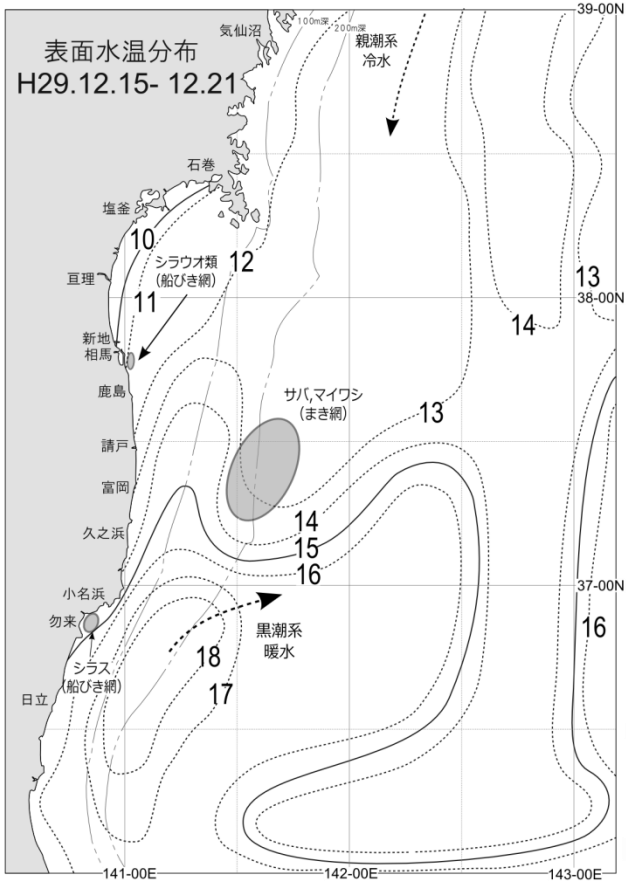 39-00N
気仙沼
100m深
200m深
表面水温分布
H29.12.15- 12.21
親潮系
冷水
石巻
塩釜
10
シラウオ類
(船びき網)
12
亘理
11
13
38-00N
14
新地
相馬
鹿島
サバ,マイワシ
(まき網)
13
請戸
富岡
14
久之浜
15
16
37-00N
小名浜
勿来
16
黒潮系
暖水
シラス
(船びき網)
18
17
日立
141-00E
142-00E
143-00E